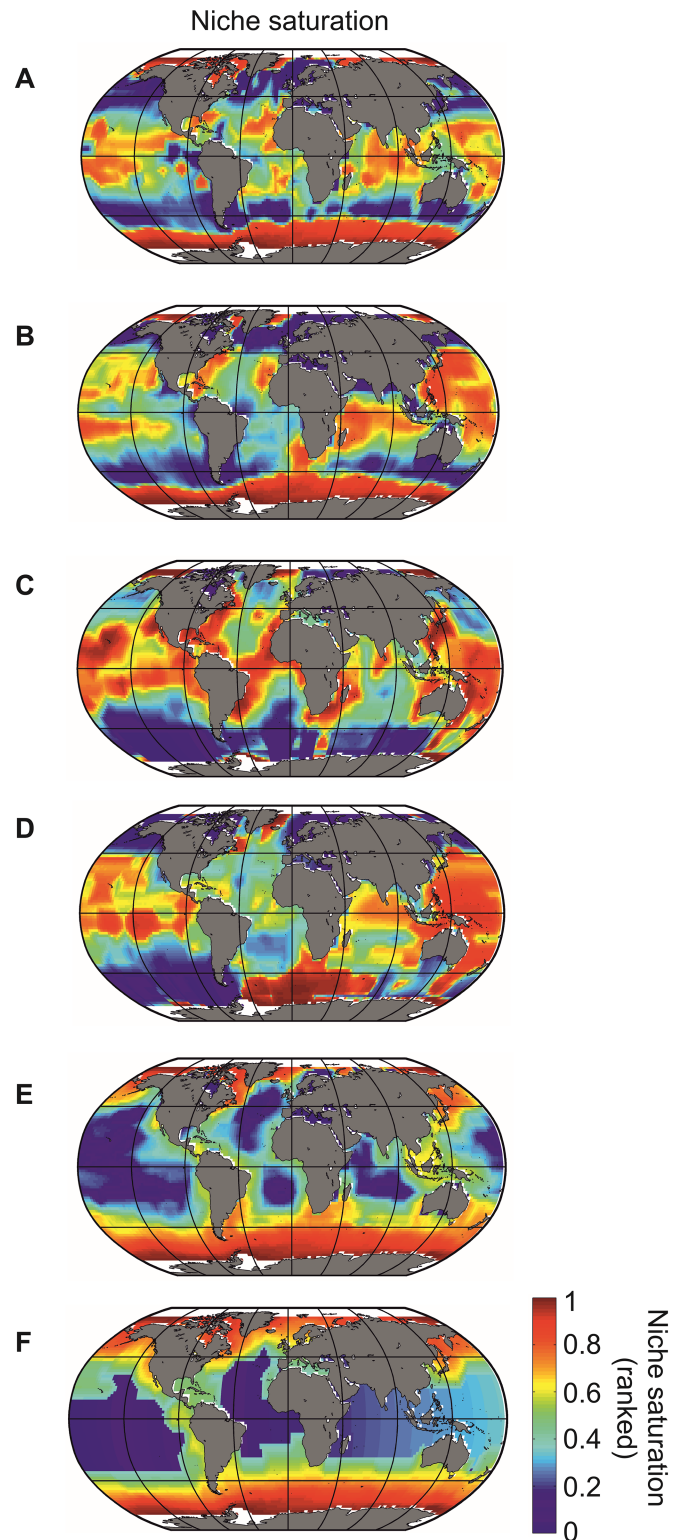 Niche saturation
A
B
C
D
E
F
1
0.8
0.6
0.4
0.2
0
Niche saturation
(ranked)